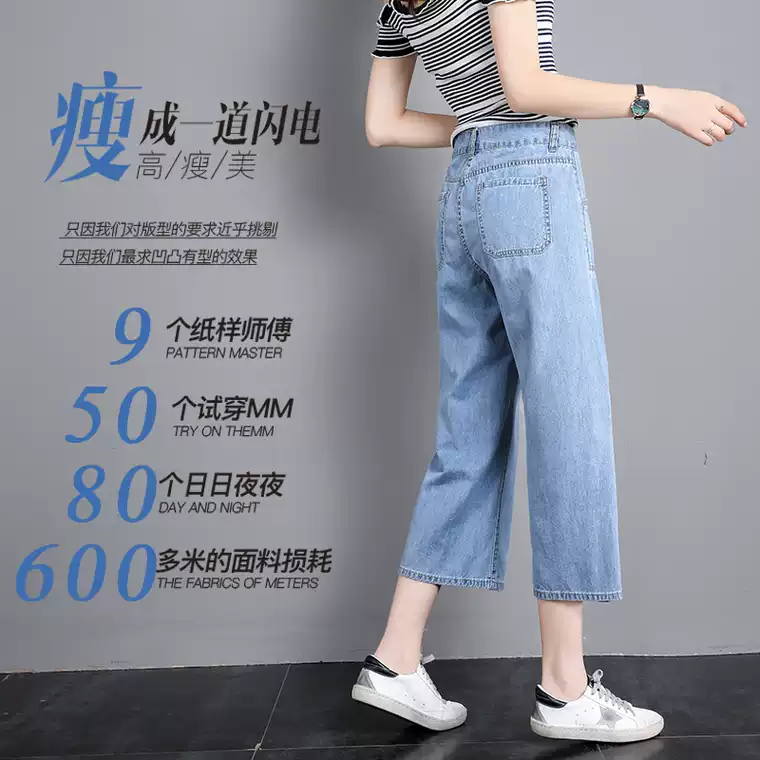 瘦成一道闪电
高/瘦/美
只因我们对版型的要求近乎挑剔
只因我们最求凹凸有型的效果
9个纸样师傅
PATTERN MASTER
50个试穿MM
TRY ON THEMM
80个日日夜夜
DAY AND NIGHT
600多米的面料损耗
THE FABRICS OF METERS